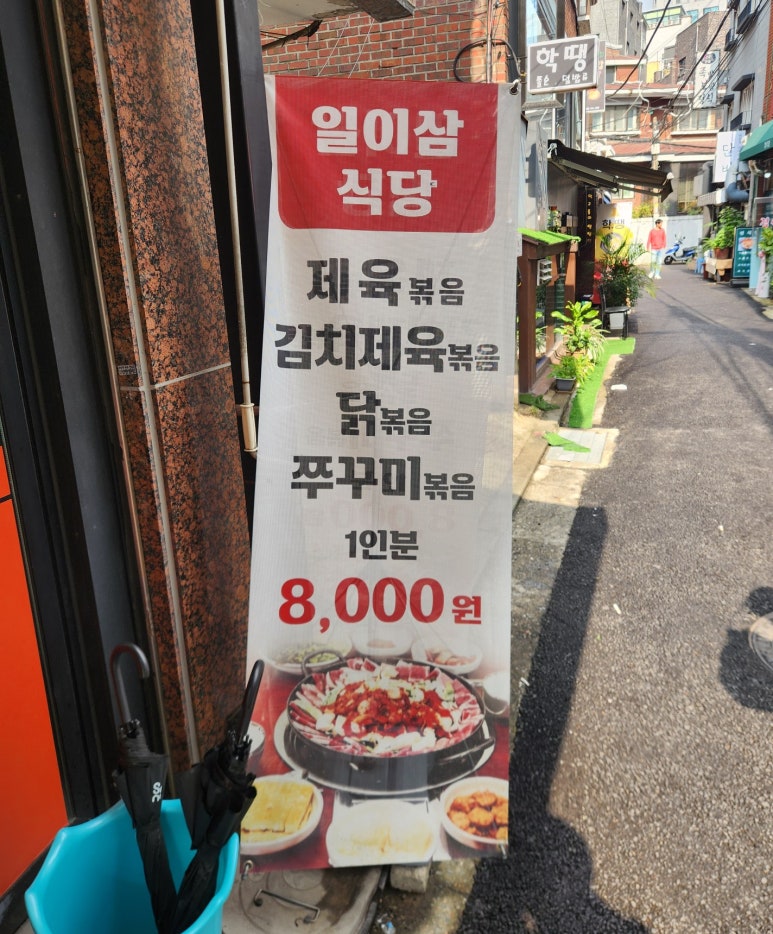 일이삼
식당
제육볶음
김치제육볶음
닭볶음
쭈꾸미볶음
1인분
8,000원
학땡